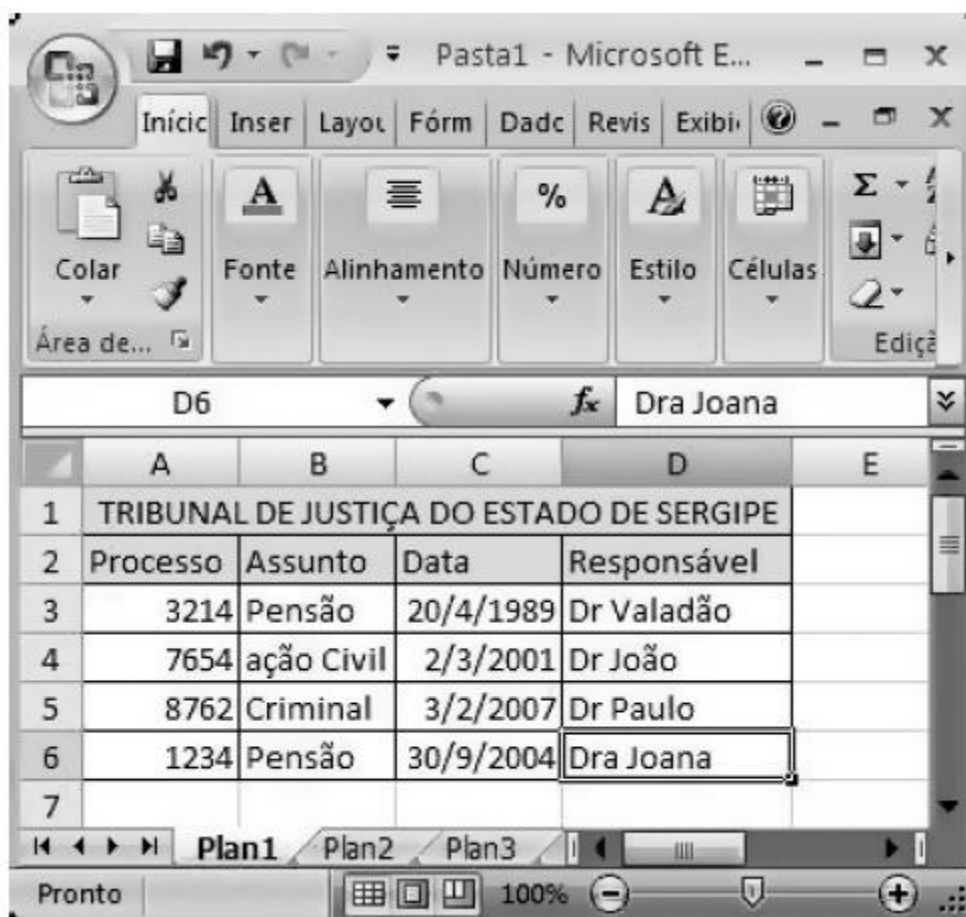 Pasta1 - Microsoft E...
Iníci Inser Layou Fórm Dadc Revis Exibi
A % A Σ
Colar Fonte Alinhamento Número Estilo Células
Área de... Ediçã
D6 fx Dra Joana
A B C D E
1 TRIBUNAL DE JUSTIÇA DO ESTADO DE SERGIPE
2 Processo Assunto Data Responsável
3 3214 Pensão 20/4/1989 Dr Valadão
4 7654 ação Civil 2/3/2001 Dr João
5 8762 Criminal 3/2/2007 Dr Paulo
6 1234 Pensão 30/9/2004 Dra Joana
7
Plan1 Plan2 Plan3
Pronto 100%